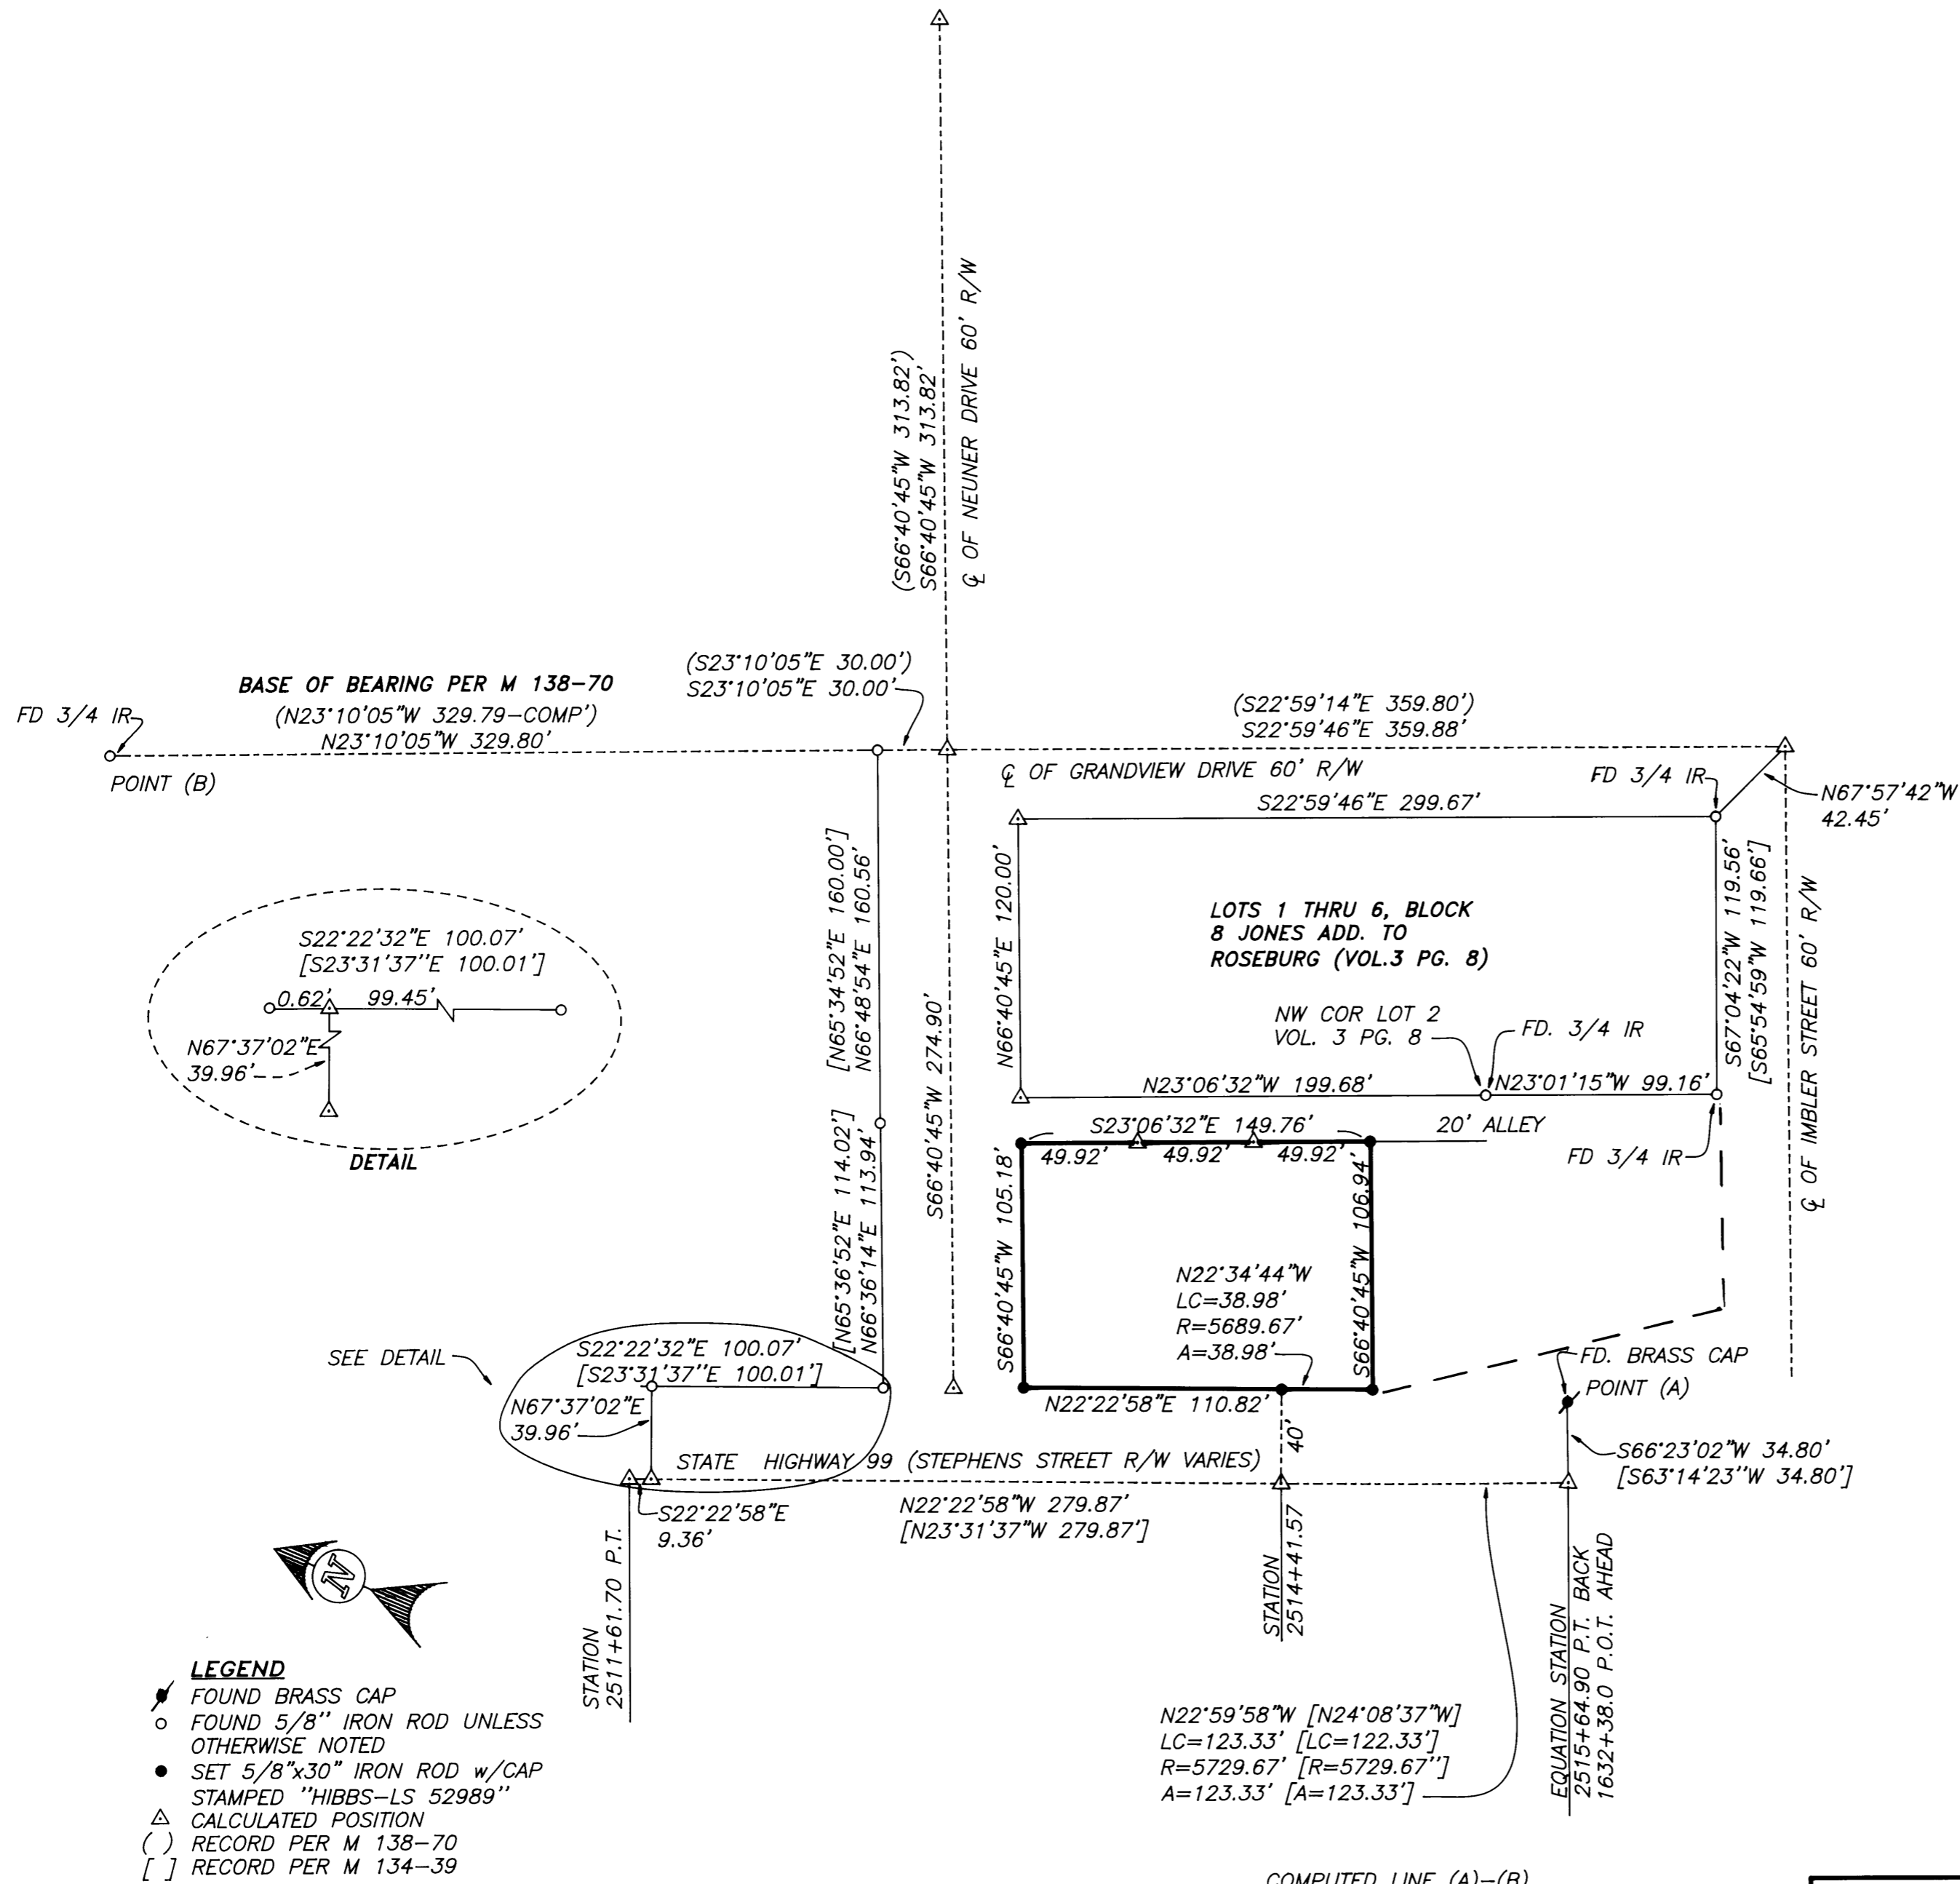 (S66°40'45"W 313.82')
S66°40'45"W 313.82'
℄ OF NEUNER DRIVE 60' R/W
(S23°10'05"E 30.00')
S23°10'05"E 30.00'
BASE OF BEARING PER M 138-70
(N23°10'05"W 329.79-COMP')
N23°10'05"W 329.80'
FD 3/4 IR
POINT (B)
(S22°59'14"E 359.80')
S22°59'46"E 359.88'
℄ OF GRANDVIEW DRIVE 60' R/W
FD 3/4 IR
N67°57'42"W
42.45'
S22°59'46"E 299.67'
[N65°34'52"E 160.00']
N66°48'54"E 160.56'
N66°40'45"E 120.00'
LOTS 1 THRU 6, BLOCK
8 JONES ADD. TO
ROSEBURG (VOL.3 PG. 8)
S67°04'22"W 119.56'
[S65°54'59"W 119.66']
℄ OF IMBLER STREET 60' R/W
S22°22'32"E 100.07'
[S23°31'37''E 100.01']
0.62'
99.45'
N67°37'02"E
39.96'
DETAIL
S66°40'45"W 274.90'
NW COR LOT 2
VOL. 3 PG. 8
FD. 3/4 IR
N23°06'32"W 199.68'
N23°01'15"W 99.16'
S23°06'32"E 149.76'
20' ALLEY
49.92'
49.92'
49.92'
FD 3/4 IR
[N65°36'52"E 114.02']
N66°36'14"E 113.94'
S66°40'45"W 105.18'
S66°40'45"W 106.94'
N22°34'44"W
LC=38.98'
R=5689.67'
A=38.98'
SEE DETAIL
S22°22'32"E 100.07'
[S23°31'37''E 100.01']
N67°37'02"E
39.96'
N22°22'58"E 110.82'
FD. BRASS CAP
POINT (A)
40'
S66°23'02"W 34.80'
[S63°14'23''W 34.80']
STATE HIGHWAY 99 (STEPHENS STREET R/W VARIES)
S22°22'58"E
9.36'
N22°22'58"W 279.87'
[N23°31'37"W 279.87']
STATION
2511+61.70 P.T.
STATION
2514+41.57
EQUATION STATION
2515+64.90 P.T. BACK
1632+38.0 P.O.T. AHEAD
N
LEGEND
FOUND BRASS CAP
FOUND 5/8'' IRON ROD UNLESS
OTHERWISE NOTED
SET 5/8"x30" IRON ROD w/CAP
STAMPED "HIBBS-LS 52989"
CALCULATED POSITION
( ) RECORD PER M 138-70
[ ] RECORD PER M 134-39
N22°59'58"W [N24°08'37"W]
LC=123.33' [LC=122.33']
R=5729.67' [R=5729.67'']
A=123.33' [A=123.33']
COMPUTED LINE (A)-(B)